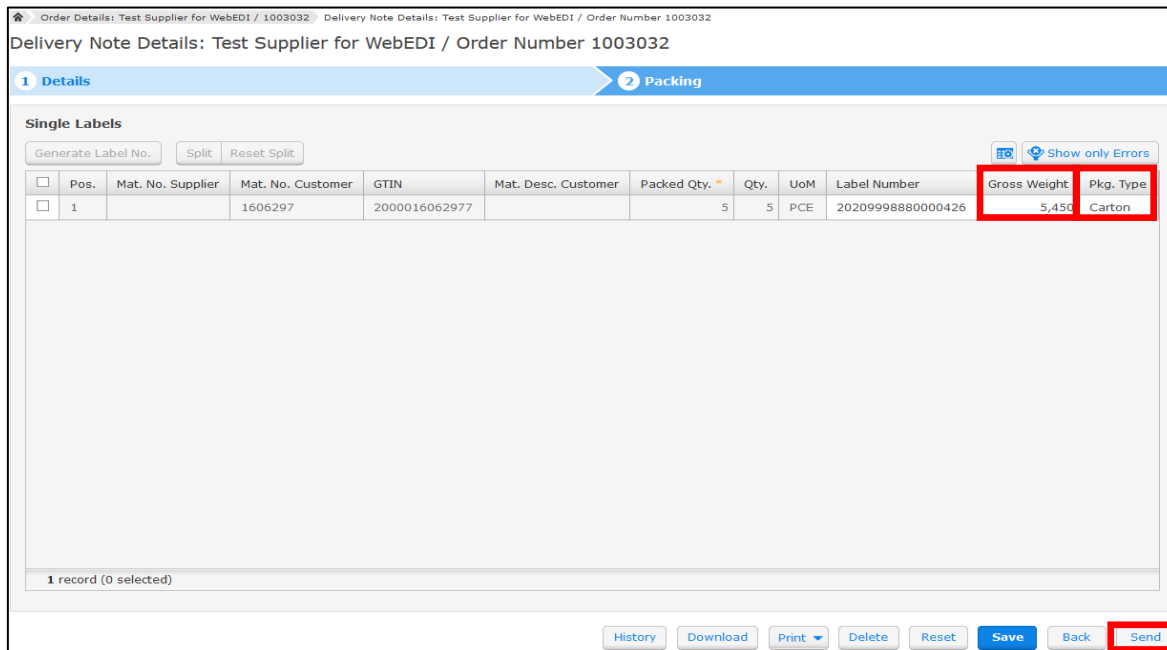 Order Details: Test Supplier for WebEDI / 1003032 Delivery Note Details: Test Supplier for WebEDI / Order Number 1003032
Delivery Note Details: Test Supplier for WebEDI / Order Number 1003032
1 Details 2 Packing
Single Labels
Generate Label No. Split Reset Split Show only Errors
Pos. Mat. No. Supplier Mat. No. Customer GTIN Mat. Desc. Customer Packed Qty. * Qty. UoM Label Number Gross Weight Pkg. Type
1 1606297 2000016062977 5 5 PCE 20209998880000426 5,450 Carton
1 record (0 selected)
History Download Print Delete Reset Save Back Send